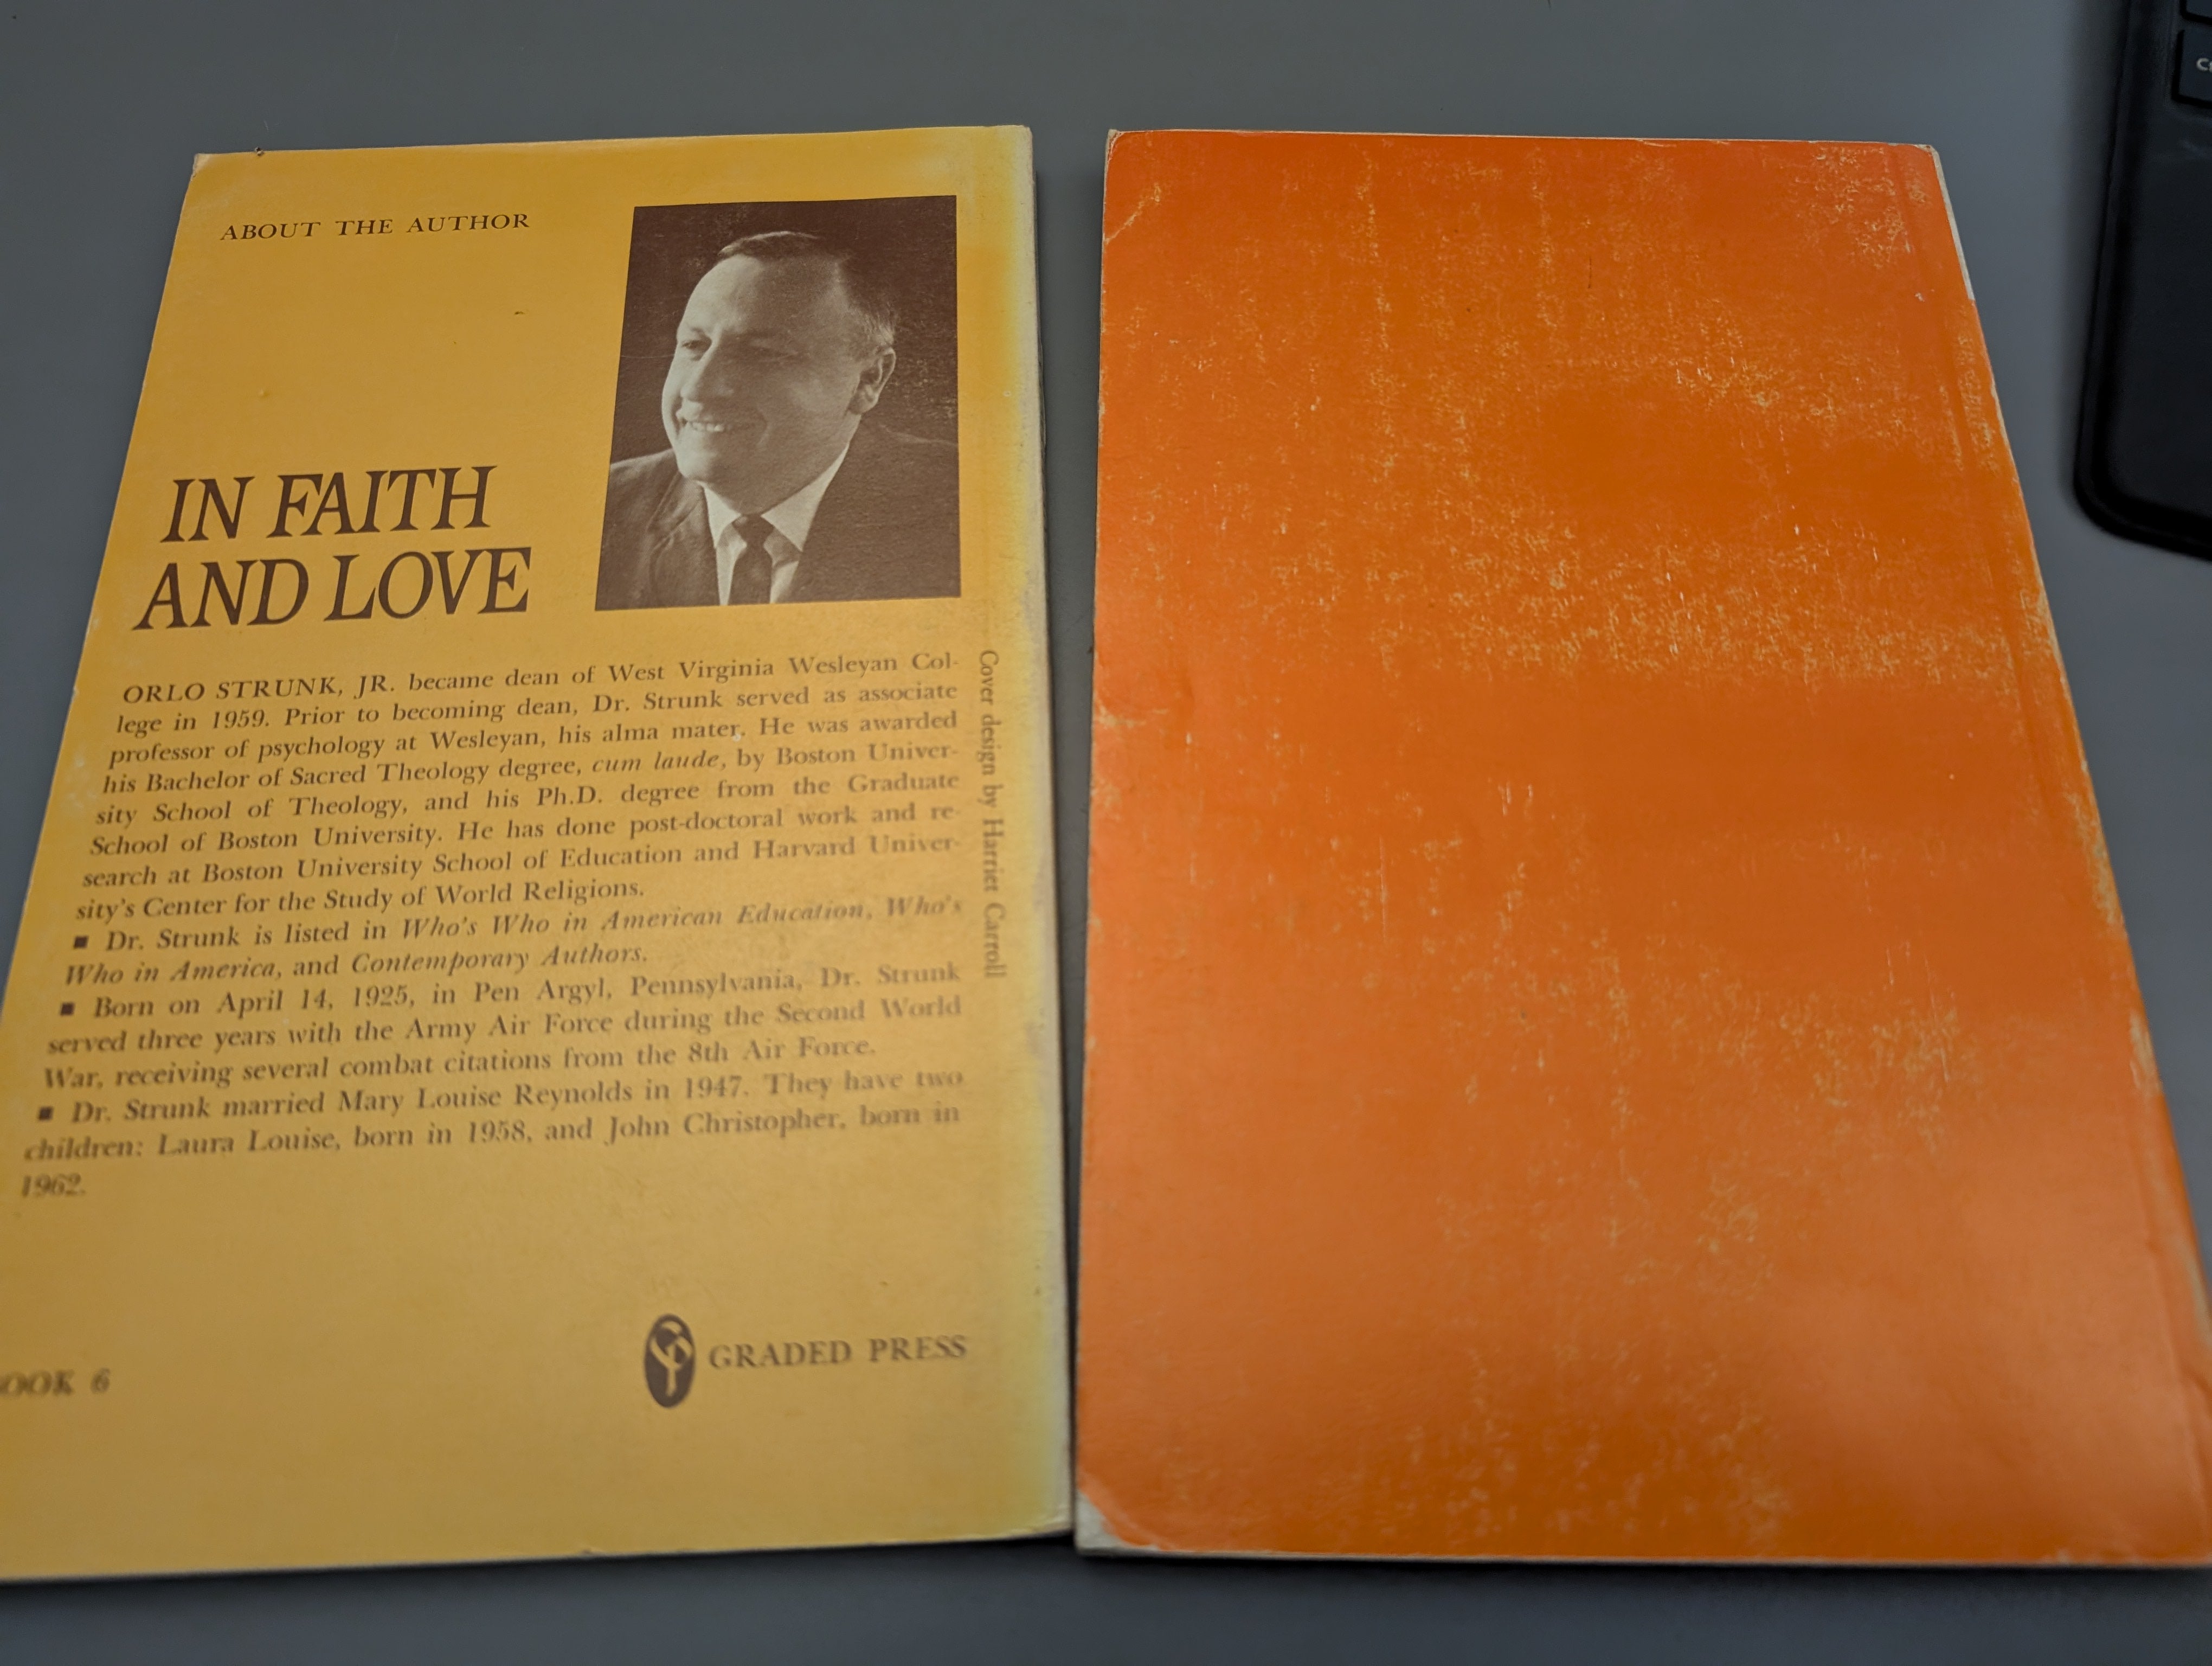 ABOUT THE AUTHOR
IN FAITH
AND LOVE
ORLO STRUNK, JR. became dean of West Virginia Wesleyan Col-
lege in 1959. Prior to becoming dean, Dr. Strunk served as associate
professor of psychology at Wesleyan, his alma mater. He was awarded
his Bachelor of Sacred Theology degree, cum laude, by Boston Univer-
sity School of Theology, and his Ph.D. degree from the Graduate
School of Boston University. He has done post-doctoral work and re-
search at Boston University School of Education and Harvard Univer-
sity's Center for the Study of World Religions.
▪ Dr. Strunk is listed in Who's Who in American Education, Who's
Who in America, and Contemporary Authors.
▪ Born on April 14, 1925, in Pen Argyl, Pennsylvania, Dr. Strunk
served three years with the Army Air Force during the Second World
War, receiving several combat citations from the 8th Air Force.
▪ Dr. Strunk married Mary Louise Reynolds in 1947. They have two
children: Laura Louise, born in 1958, and John Christopher, born in
1962.
Cover design by Harriet Carroll
OOK 6
GRADED PRESS